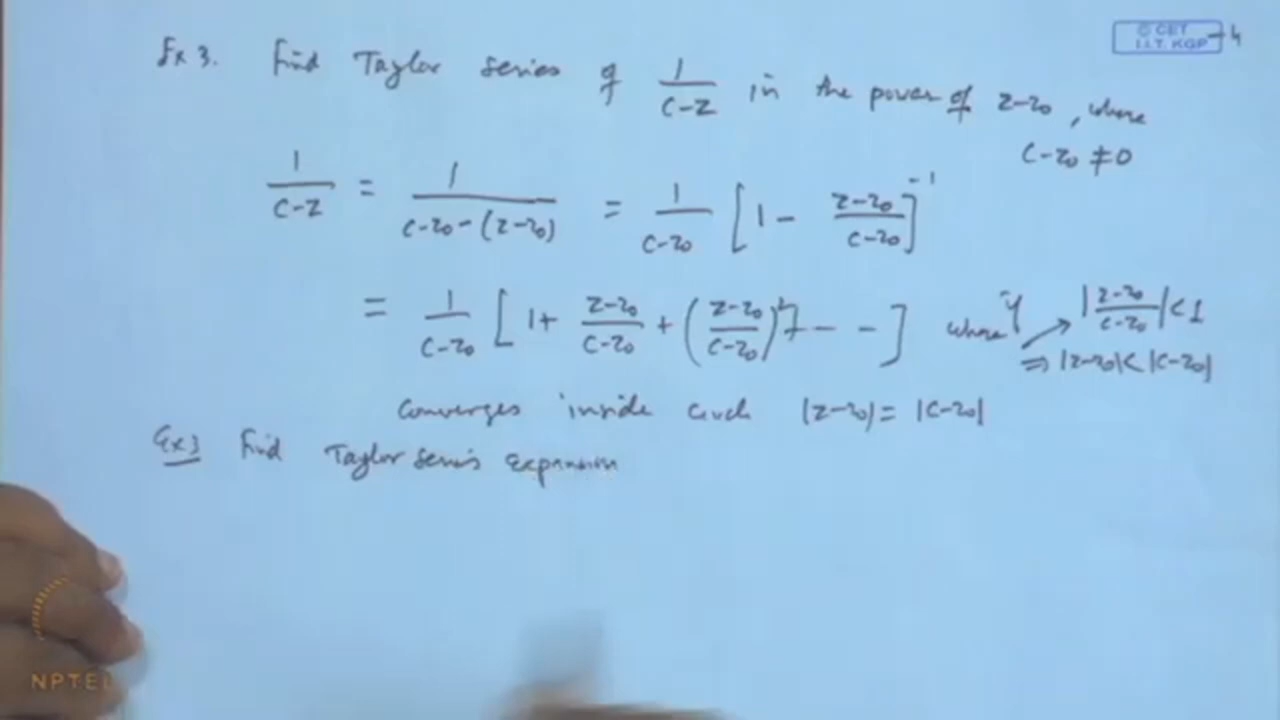 © CET
I.I.T. KGP
4
Ex 3. Find Taylor series of 1/(c-z) in the power of z-z₀, where
c-z₀ ≠ 0
1/(c-z) = 1/(c-z₀-(z-z₀)) = 1/(c-z₀) [1 - (z-z₀)/(c-z₀)]⁻¹
= 1/(c-z₀) [1 + (z-z₀)/(c-z₀) + ((z-z₀)/(c-z₀))² + - - -] where if |(z-z₀)/(c-z₀)| < 1
⇒ |z-z₀| < |c-z₀|
Converges inside circle |z-z₀| = |c-z₀|
Ex 3 Find Taylor series expansion
NPTEL